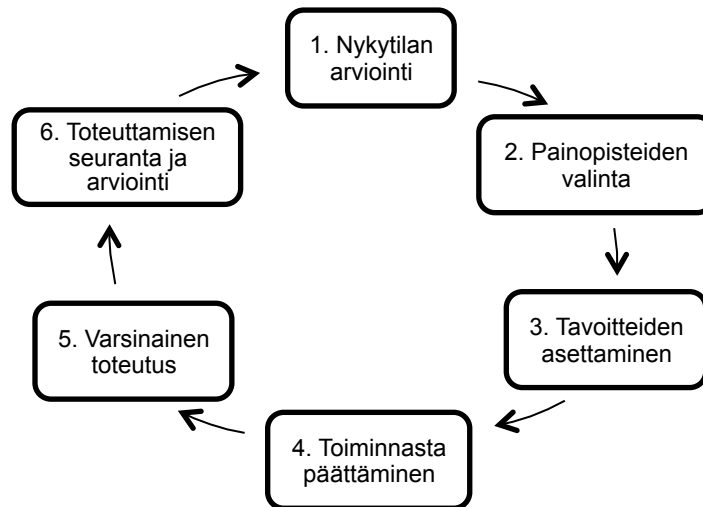 1. Nykytilan
arviointi
2. Painopisteiden
valinta
3. Tavoitteiden
asettaminen
4. Toiminnasta
päättäminen
5. Varsinainen
toteutus
6. Toteuttamisen
seuranta ja
arviointi